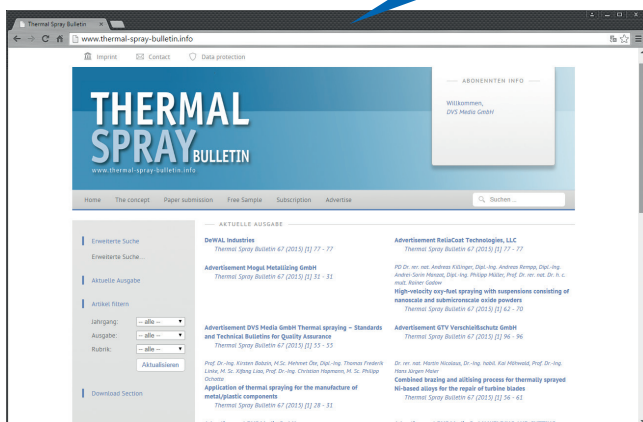 Thermal Spray Bulletin
www.thermal-spray-bulletin.info
Imprint Contact Data protection
THERMAL
SPRAY BULLETIN
www.thermal-spray-bulletin.info
ABONENNTEN INFO
Willkommen,
DVS Media GmbH
Home The concept Paper submission Free Sample Subscription Advertise
Suchen ...
Erweiterte Suche
Erweiterte Suche...
Aktuelle Ausgabe
Artikel filtern
Jahrgang: -- alle --
Ausgabe: -- alle --
Rubrik: -- alle --
Aktualisieren
Download Section
AKTUELLE AUSGABE
DeWAL Industries
Thermal Spray Bulletin 67 (2015) [1] 77 - 77
Advertisement Mogul Metallizing GmbH
Thermal Spray Bulletin 67 (2015) [1] 31 - 31
Advertisement DVS Media GmbH Thermal spraying – Standards
and Technical Bulletins for Quality Assurance
Thermal Spray Bulletin 67 (2015) [1] 55 - 55
Prof. Dr.-Ing. Kirsten Bobzin, M.Sc. Mehmet Öte, Dipl.-Ing. Thomas Frederik
Linke, M. Sc. Xifang Liao, Prof. Dr.-Ing. Christian Hopmann, M. Sc. Philipp
Ochotta
Application of thermal spraying for the manufacture of
metal/plastic components
Thermal Spray Bulletin 67 (2015) [1] 28 - 31
Advertisement ReliaCoat Technologies, LLC
Thermal Spray Bulletin 67 (2015) [1] 77 - 77
PD Dr. rer. nat. Andreas Killinger, Dipl.-Ing. Andreas Rempp, Dipl.-Ing.
Andrei-Sorin Manzat, Dipl.-Ing. Philipp Müller, Prof. Dr. rer. nat. Dr. h. c.
mult. Rainer Gadow
High-velocity oxy-fuel spraying with suspensions consisting of
nanoscale and submicronscale oxide powders
Thermal Spray Bulletin 67 (2015) [1] 62 - 70
Advertisement GTV Verschleißschutz GmbH
Thermal Spray Bulletin 67 (2015) [1] 96 - 96
Dr. rer. nat. Martin Nicolaus, Dr.-Ing. habil. Kai Möhwald, Prof. Dr.-Ing.
Hans Jürgen Maier
Combined brazing and alitising process for thermally sprayed
Ni-based alloys for the repair of turbine blades
Thermal Spray Bulletin 67 (2015) [1] 56 - 61